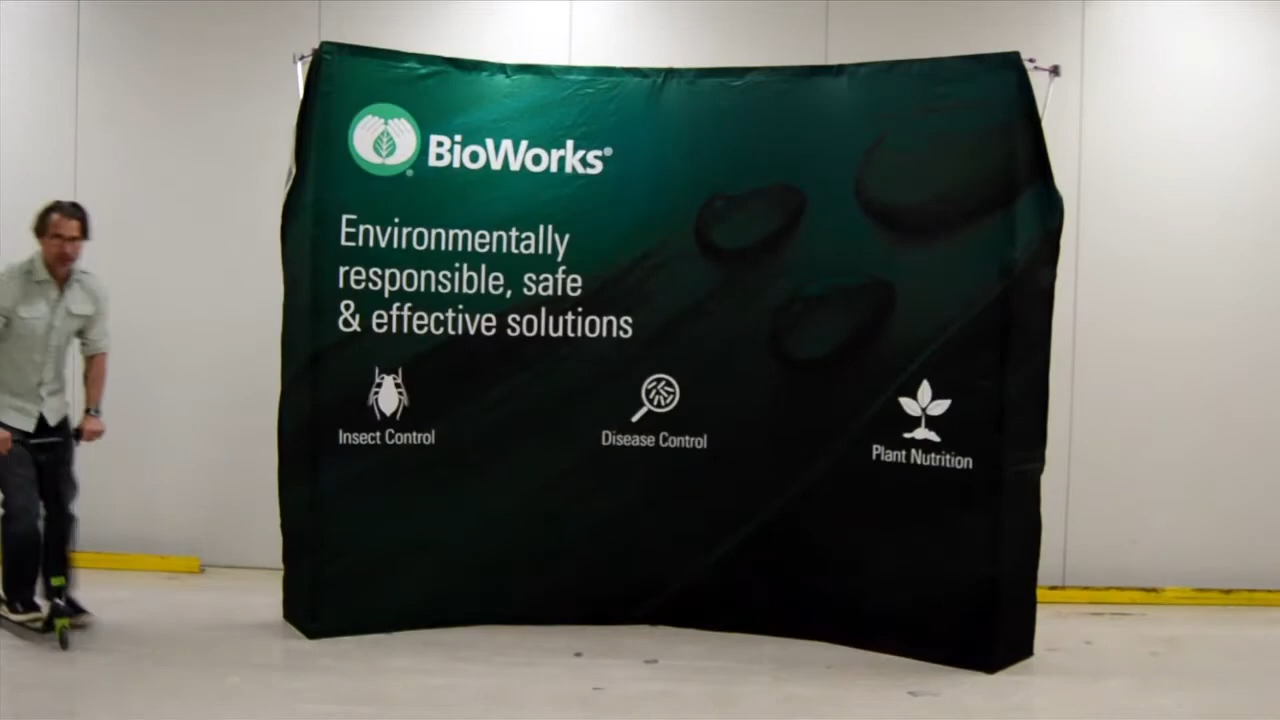 BioWorks®
Environmentally
responsible, safe
& effective solutions
Insect Control
Disease Control
Plant Nutrition